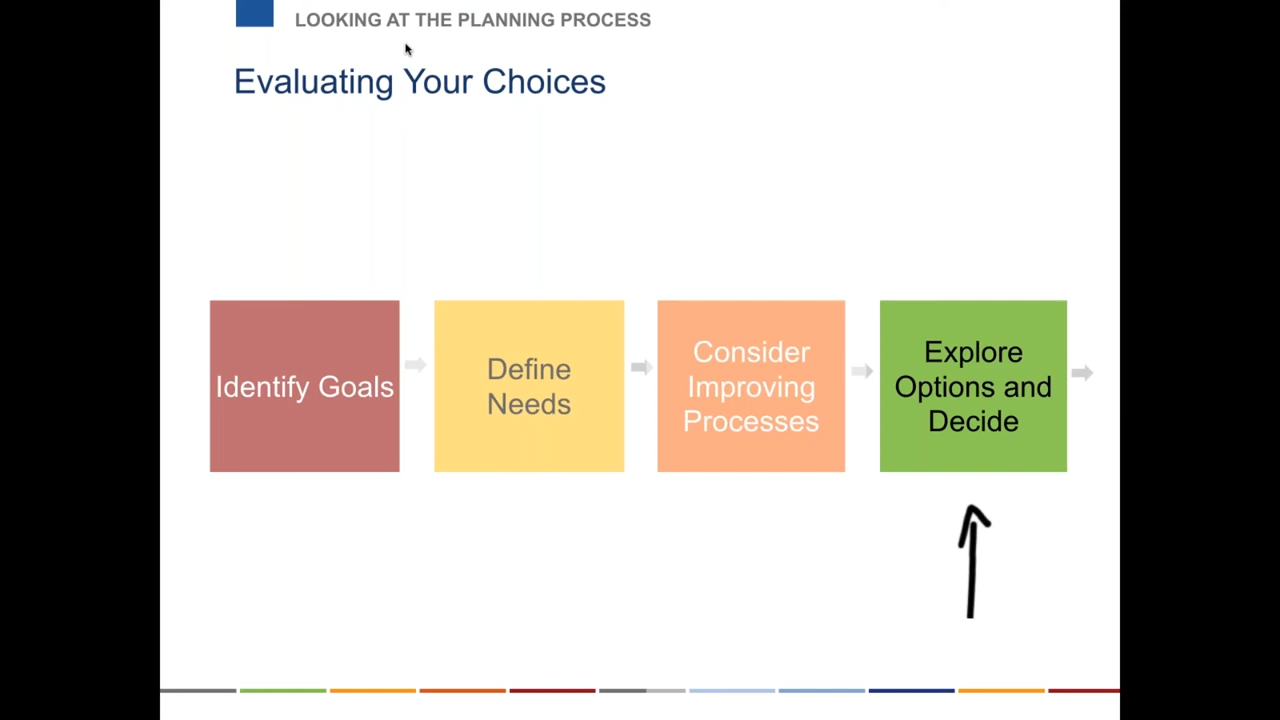 LOOKING AT THE PLANNING PROCESS
Evaluating Your Choices
Identify Goals
Define
Needs
Consider
Improving
Processes
Explore
Options and
Decide